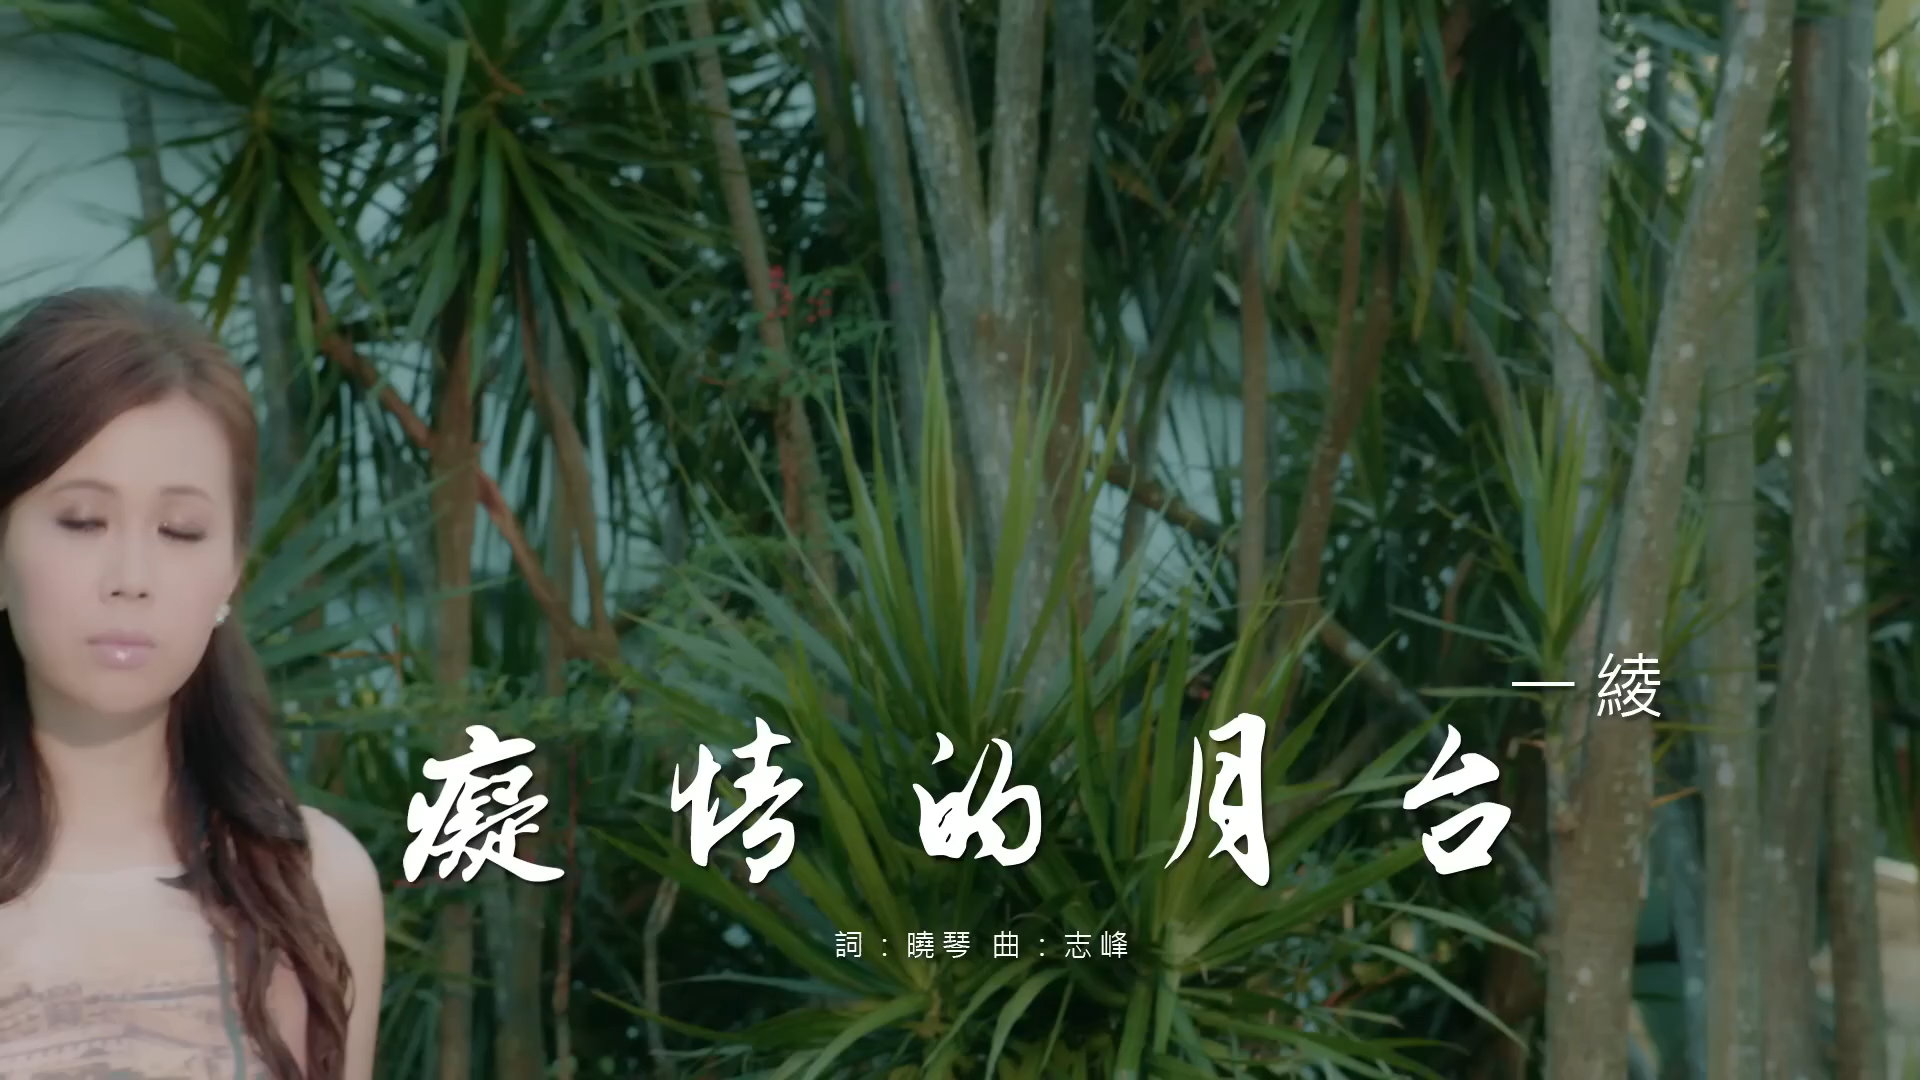 一綾
癡情的月台
詞：曉琴 曲：志峰